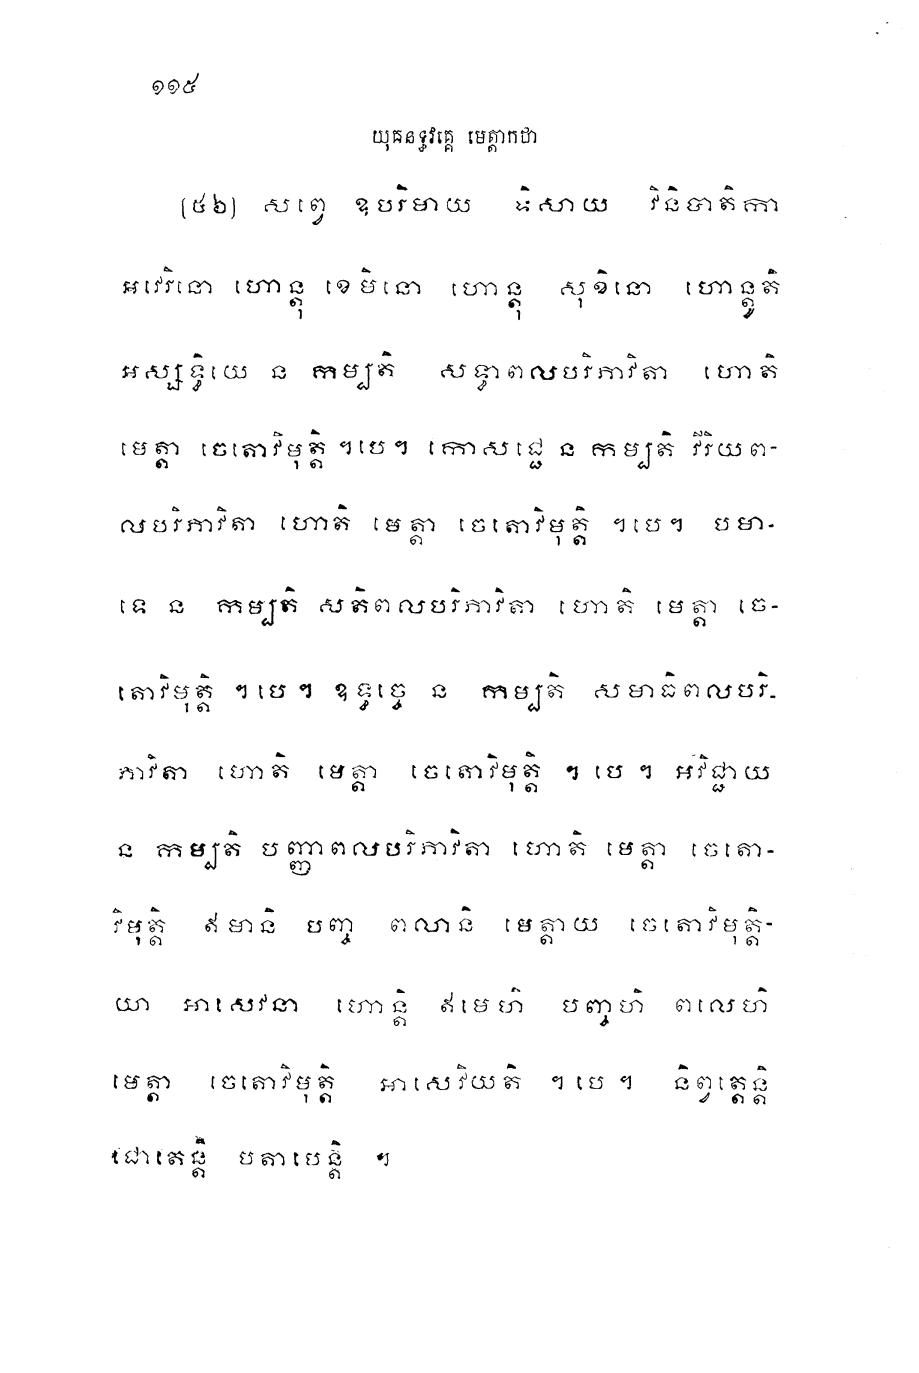 ១១៥
យុគនទ្ធវគ្គេ មេត្តាកថា
(៥៦) សព្វេ ឧបរិមាយ ទិសាយ វិនិបាតិកា
អវេរិនោ ហោន្តុ ខេមិនោ ហោន្តុ សុខិនោ ហោន្តូតិ
អស្សទ្ធិយេ ន កម្បតិ សទ្ធាពលបរិភាវិតា ហោតិ
មេត្តា ចេតោវិមុត្តិ ។បេ។ កោសជ្ជេ ន កម្បតិ វីរិយព-
លបរិភាវិតា ហោតិ មេត្តា ចេតោវិមុត្តិ ។បេ។ បមា-
ទេ ន កម្បតិ សតិពលបរិភាវិតា ហោតិ មេត្តា ចេ-
តោវិមុត្តិ ។បេ។ ឧទ្ធច្ចេ ន កម្បតិ សមាធិពលបរិ-
ភាវិតា ហោតិ មេត្តា ចេតោវិមុត្តិ ។បេ។ អវិជ្ជាយ
ន កម្បតិ បញ្ញាពលបរិភាវិតា ហោតិ មេត្តា ចេតោ-
វិមុត្តិ ឥមានិ បញ្ច ពលានិ មេត្តាយ ចេតោវិមុត្តិ-
យា អាសេវនា ហោន្តិ ឥមេហិ បញ្ចហិ ពលេហិ
មេត្តា ចេតោវិមុត្តិ អាសេវិយតិ ។បេ។ និព្វត្តេន្តិ
ជោតេន្តិ បតាបេន្តិ ។